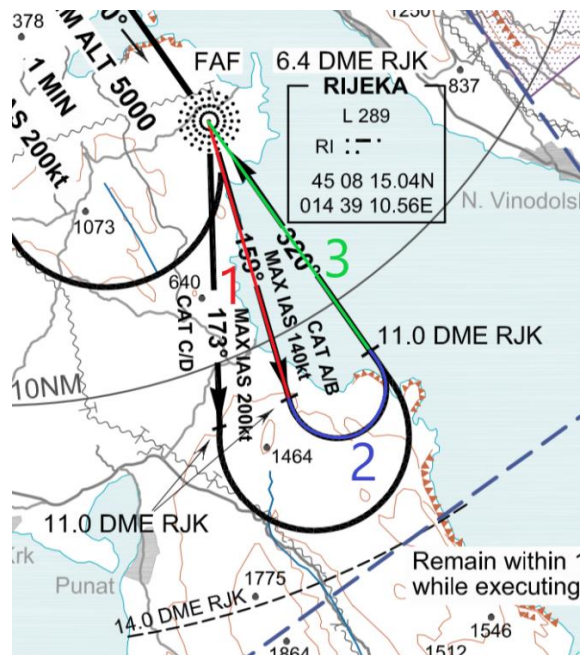 378
M ALT 5000
1 MIN
AS 200kt
FAF
6.4 DME RJK
1250
837
RIJEKA
L 289
RI
45 08 15.04N
014 39 10.56E
N. Vinodols
1073
640
1
159°
320°
3
MAX IAS 140kt
CAT A/B
173°
CAT C/D
MAX IAS 200kt
11.0 DME RJK
10NM
2
1464
11.0 DME RJK
Krk
Punat
1775
14.0 DME RJK
1864
Remain within 1
while executing
1546
1512